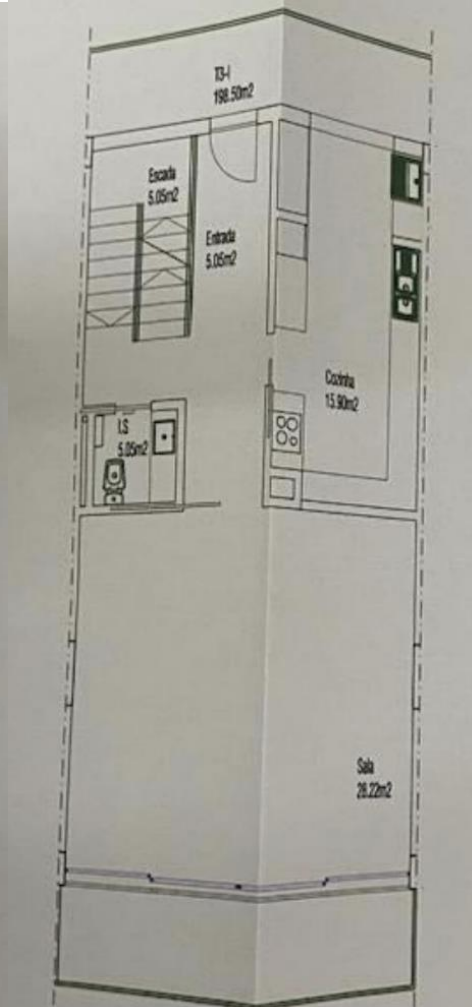 T3-I
198.50m2
Escada
5.05m2
Entrada
5.05m2
Cozinha
15.90m2
I.S.
5.05m2
Sala
28.22m2